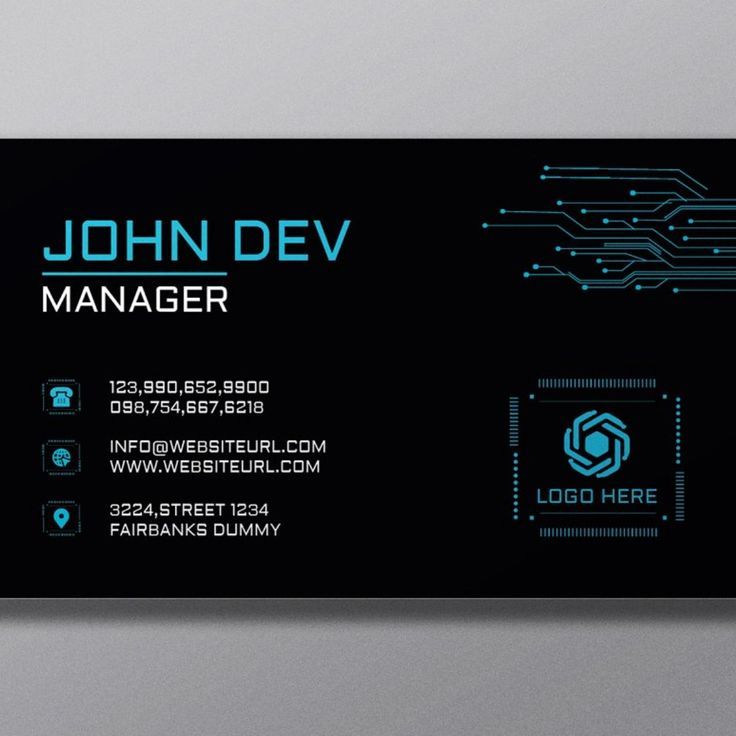 JOHN DEV
MANAGER
123,990,652,9900
098,754,667,6218
INFO@WEBSITEURL.COM
WWW.WEBSITEURL.COM
3224,STREET 1234
FAIRBANKS DUMMY
LOGO HERE